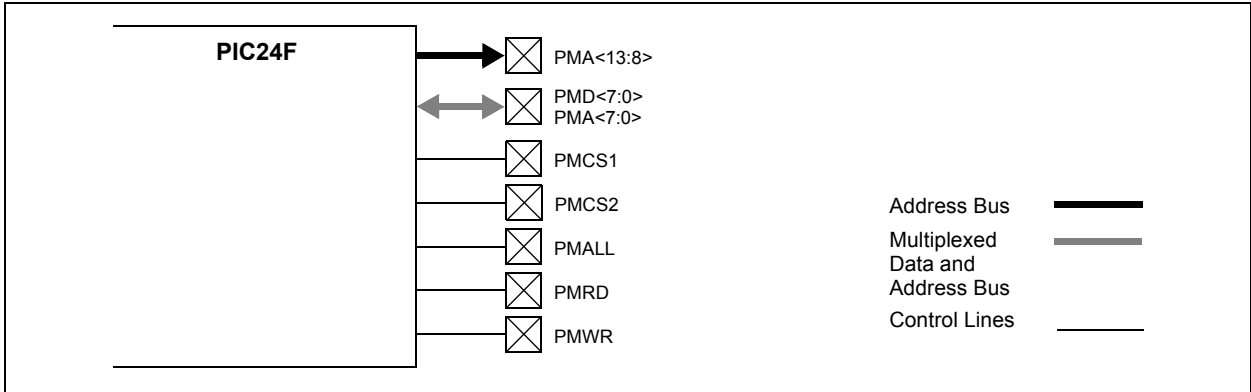 PIC24F
PMA<13:8>
PMD<7:0>
PMA<7:0>
PMCS1
PMCS2
PMALL
PMRD
PMWR
Address Bus
Multiplexed
Data and
Address Bus
Control Lines